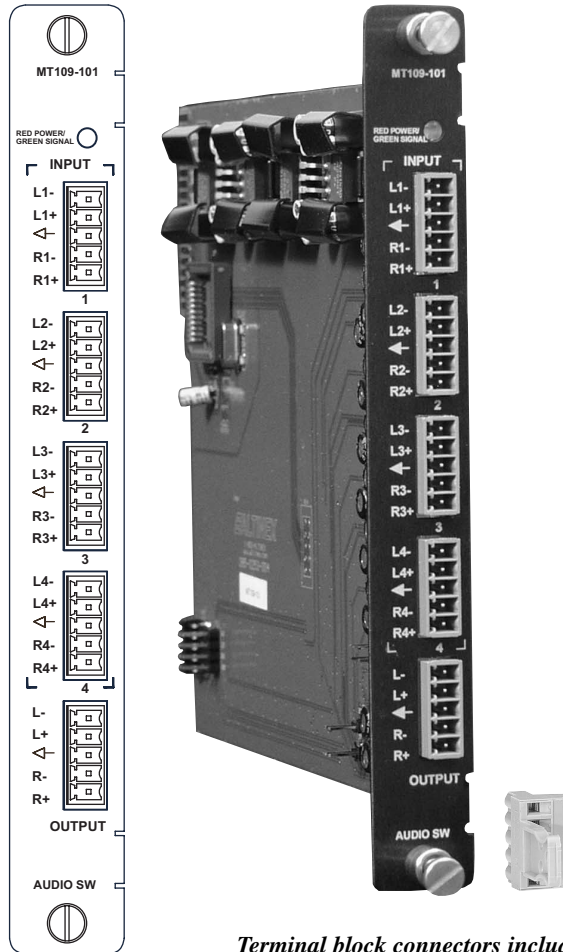 MT109-101
RED POWER/
GREEN SIGNAL
INPUT
L1-
L1+
R1-
R1+
1
L2-
L2+
R2-
R2+
2
L3-
L3+
R3-
R3+
3
L4-
L4+
R4-
R4+
4
L-
L+
R-
R+
OUTPUT
AUDIO SW
MT109-101
RED POWER/
GREEN SIGNAL
INPUT
L1-
L1+
R1-
R1+
1
L2-
L2+
R2-
R2+
2
L3-
L3+
R3-
R3+
3
L4-
L4+
R4-
R4+
4
L-
L+
R-
R+
OUTPUT
AUDIO SW
Terminal block connectors inclu